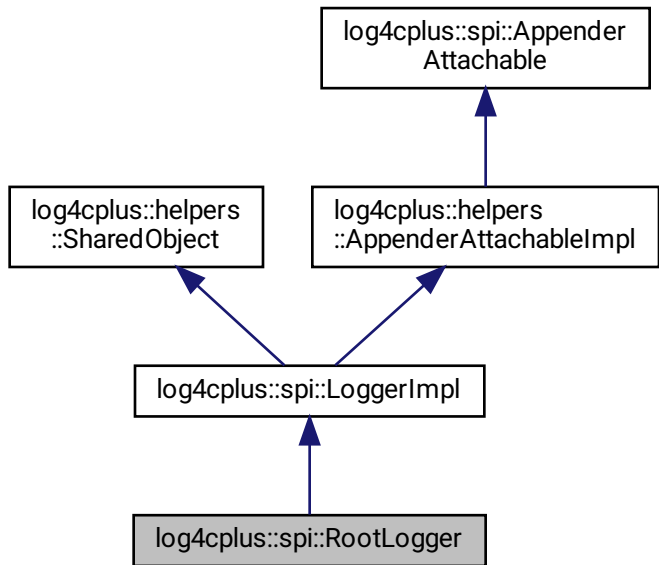 log4cplus::spi::Appender
Attachable
log4cplus::helpers
::SharedObject
log4cplus::helpers
::AppenderAttachableImpl
log4cplus::spi::LoggerImpl
log4cplus::spi::RootLogger